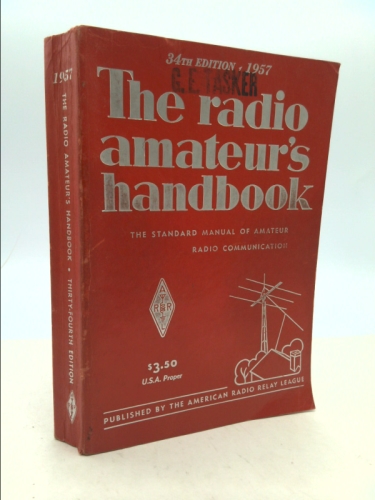 1957
THE RADIO AMATEUR'S HANDBOOK • THIRTY-FOURTH EDITION
34TH EDITION • 1957
G.E. TASKER
The radio
amateur's
handbook
THE STANDARD MANUAL OF AMATEUR
RADIO COMMUNICATION
A
R R
L
$3.50
U.S.A. Proper
PUBLISHED BY THE AMERICAN RADIO RELAY LEAGUE